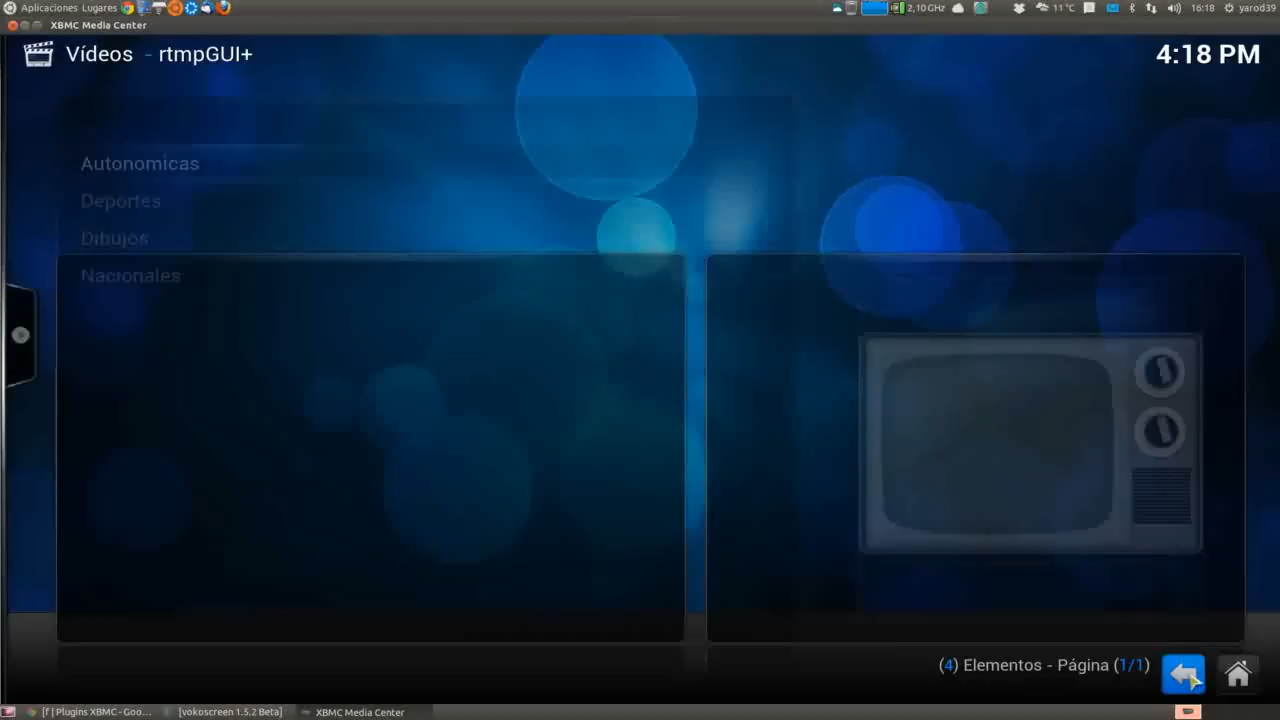 Aplicaciones Lugares
2,10 GHz
11 °C
16:18
yarod39
XBMC Media Center
Vídeos - rtmpGUI+
4:18 PM
Autonomicas
Deportes
Dibujos
Nacionales
(4) Elementos - Página (1/1)
[f | Plugins XBMC - Goo...
[vokoscreen 1.5.2 Beta]
XBMC Media Center